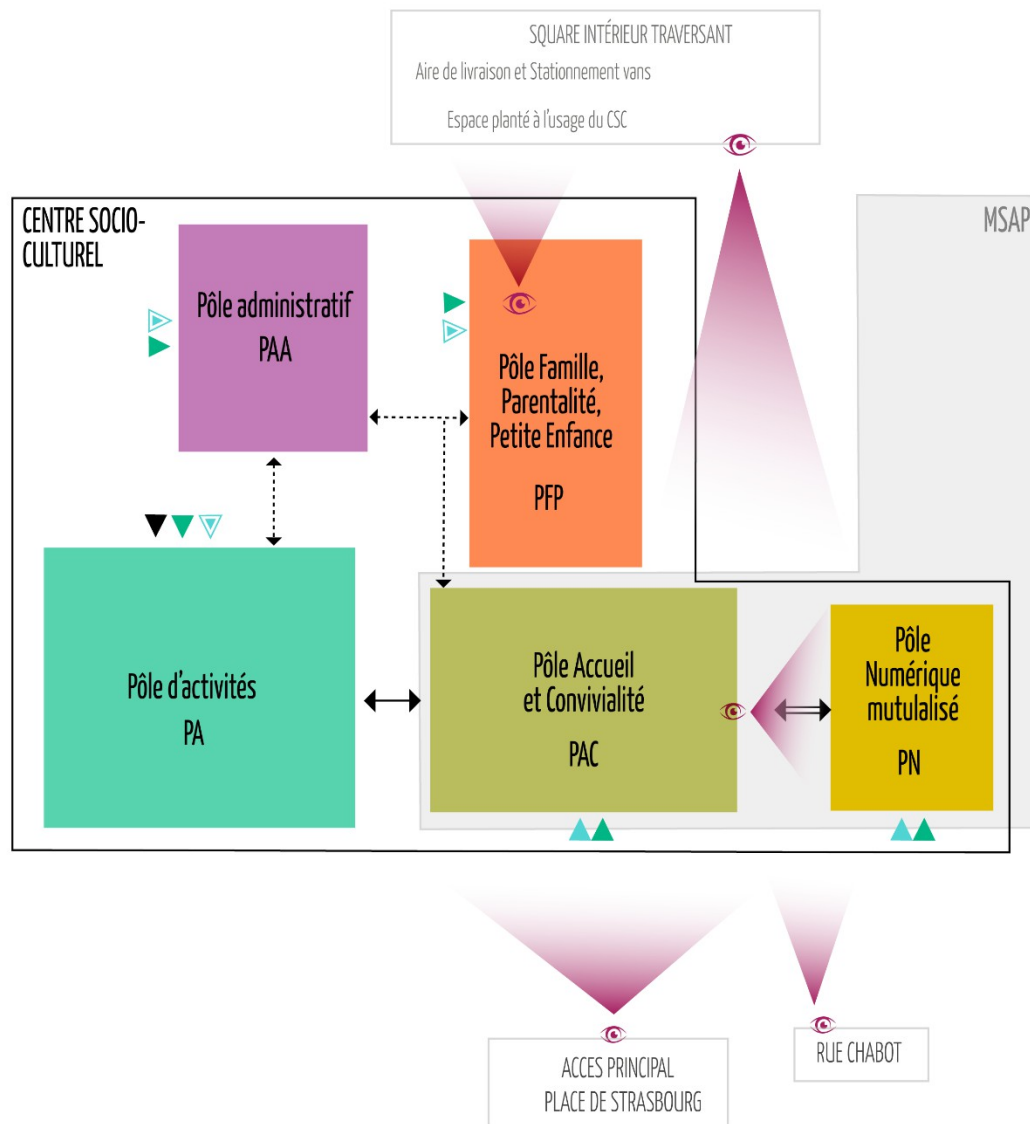 SQUARE INTÉRIEUR TRAVERSANT
Aire de livraison et Stationnement vans
Espace planté à l'usage du CSC
CENTRE SOCIO-
CULTUREL
MSAP
Pôle administratif
PAA
Pôle Famille,
Parentalité,
Petite Enfance
PFP
Pôle d'activités
PA
Pôle Accueil
et Convivialité
PAC
Pôle
Numérique
mutulalisé
PN
ACCES PRINCIPAL
PLACE DE STRASBOURG
RUE CHABOT